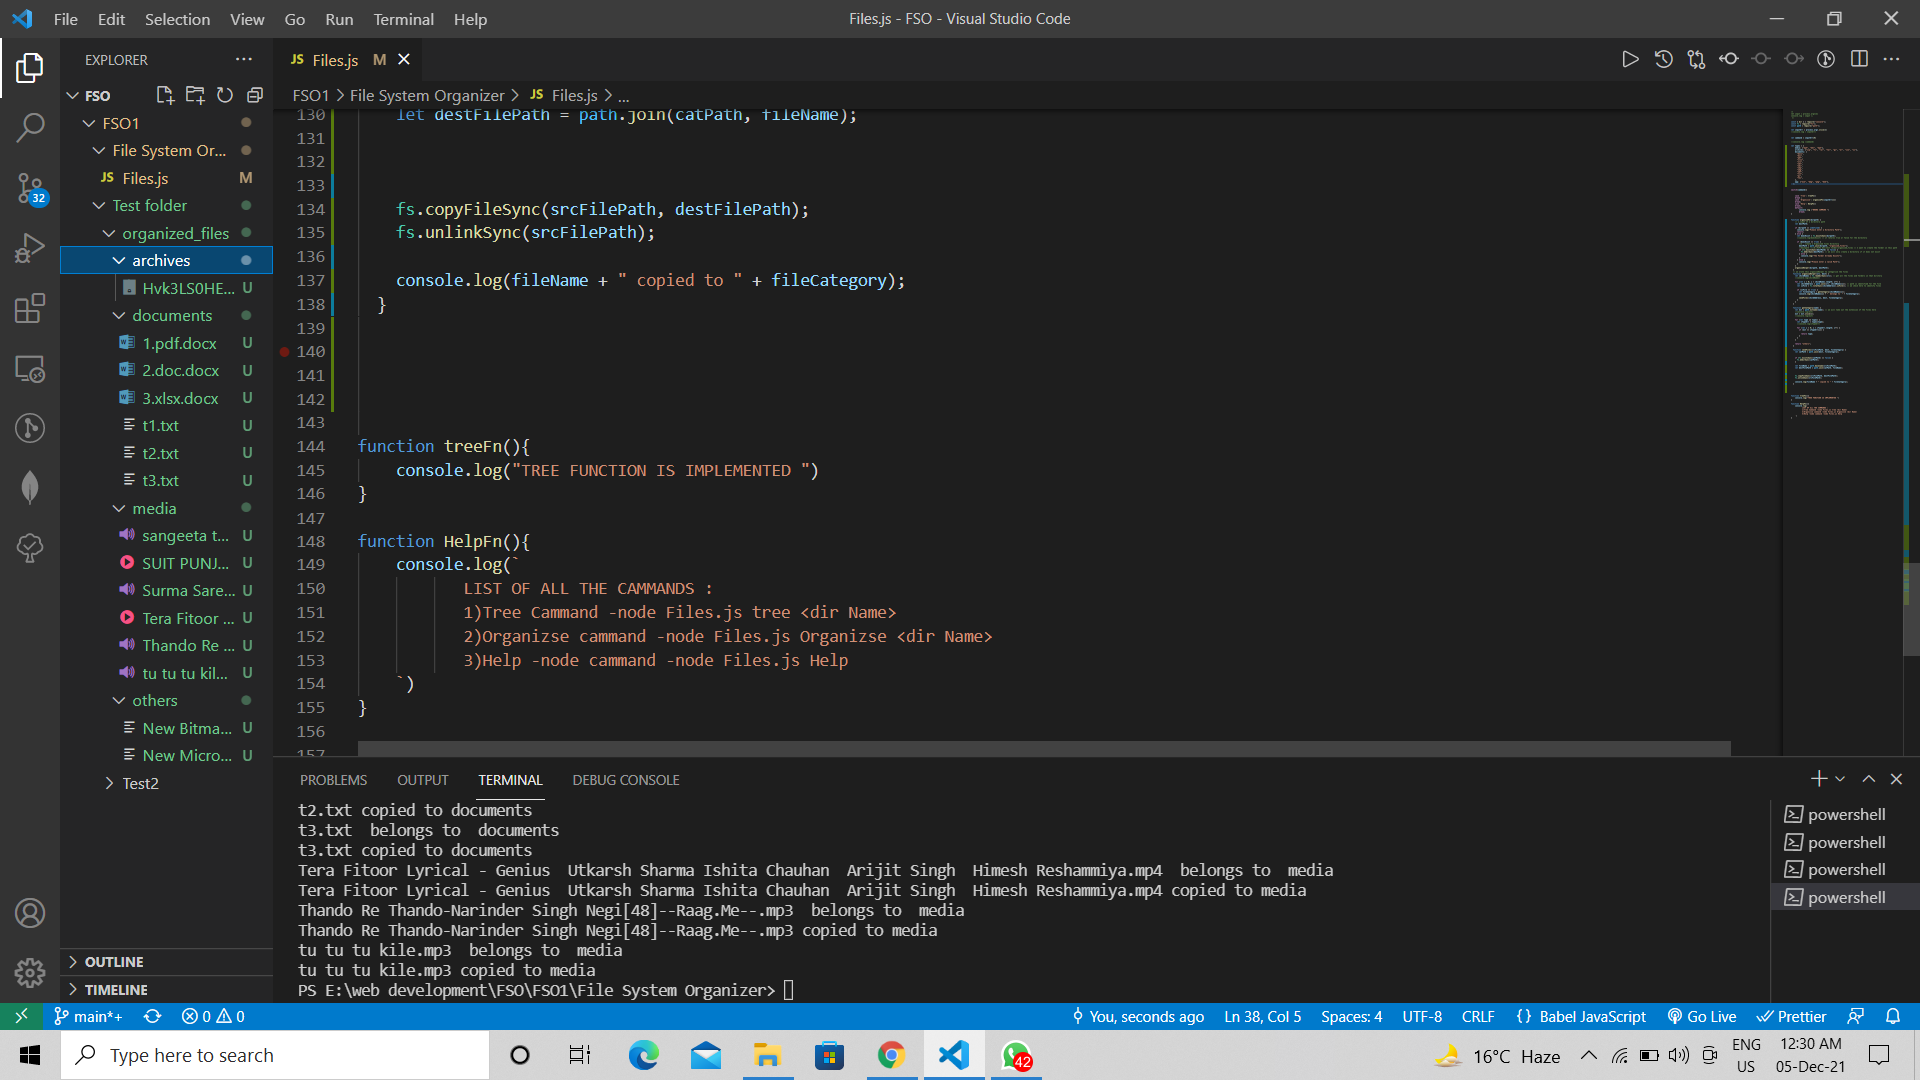 File Edit Selection View Go Run Terminal Help
Files.js - FSO - Visual Studio Code
EXPLORER
FSO
FSO1
File System Or...
JS Files.js M
Test folder
organized_files
archives
Hvk3LS0HE... U
documents
1.pdf.docx U
2.doc.docx U
3.xlsx.docx U
t1.txt U
t2.txt U
t3.txt U
media
sangeeta t... U
SUIT PUNJ... U
Surma Sare... U
Tera Fitoor ... U
Thando Re ... U
tu tu tu kil... U
others
New Bitma... U
New Micro... U
Test2
OUTLINE
TIMELINE
32
JS Files.js M
FSO1 > File System Organizer > JS Files.js > ...
130 let destFilePath = path.join(catPath, fileName);
131
132
133
134 fs.copyFileSync(srcFilePath, destFilePath);
135 fs.unlinkSync(srcFilePath);
136
137 console.log(fileName + " copied to " + fileCategory);
138 }
139
140
141
142
143
144 function treeFn(){
145 console.log("TREE FUNCTION IS IMPLEMENTED ")
146 }
147
148 function HelpFn(){
149 console.log(`
150 LIST OF ALL THE CAMMANDS :
151 1)Tree Cammand -node Files.js tree <dir Name>
152 2)Organizse cammand -node Files.js Organizse <dir Name>
153 3)Help -node cammand -node Files.js Help
154 `)
155 }
156
157
PROBLEMS OUTPUT TERMINAL DEBUG CONSOLE
t2.txt copied to documents
t3.txt  belongs to  documents
t3.txt copied to documents
Tera Fitoor Lyrical - Genius  Utkarsh Sharma Ishita Chauhan  Arijit Singh  Himesh Reshammiya.mp4  belongs to  media
Tera Fitoor Lyrical - Genius  Utkarsh Sharma Ishita Chauhan  Arijit Singh  Himesh Reshammiya.mp4 copied to media
Thando Re Thando-Narinder Singh Negi[48]--Raag.Me--.mp3  belongs to  media
Thando Re Thando-Narinder Singh Negi[48]--Raag.Me--.mp3 copied to media
tu tu tu kile.mp3  belongs to  media
tu tu tu kile.mp3 copied to media
PS E:\web development\FSO\FSO1\File System Organizer>
powershell
powershell
powershell
powershell
main*+ 0 0 You, seconds ago Ln 38, Col 5 Spaces: 4 UTF-8 CRLF {} Babel JavaScript Go Live Prettier
Type here to search
42
16°C Haze
ENG
US
12:30 AM
05-Dec-21